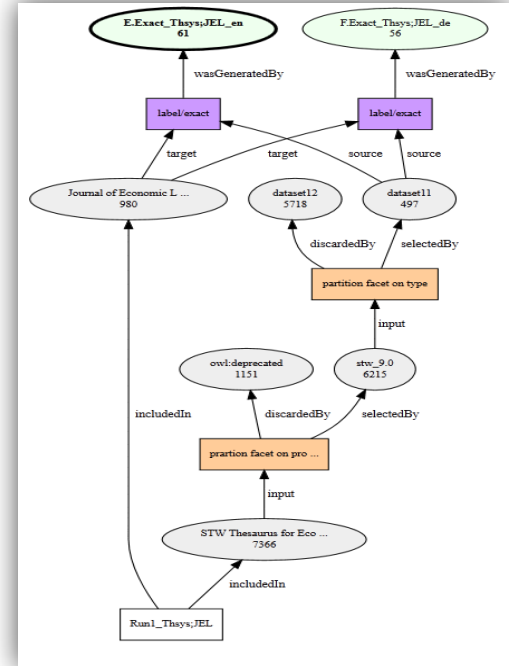 E.Exact_Thsys;JEL_en
61
F.Exact_Thsys;JEL_de
56
wasGeneratedBy
wasGeneratedBy
label/exact
label/exact
target
target
source
source
Journal of Economic L ...
980
dataset12
5718
dataset11
497
discardedBy
selectedBy
partition facet on type
input
owl:deprecated
1151
stw_9.0
6215
includedIn
discardedBy
selectedBy
prartion facet on pro ...
input
STW Thesaurus for Eco ...
7366
includedIn
Run1_Thsys;JEL